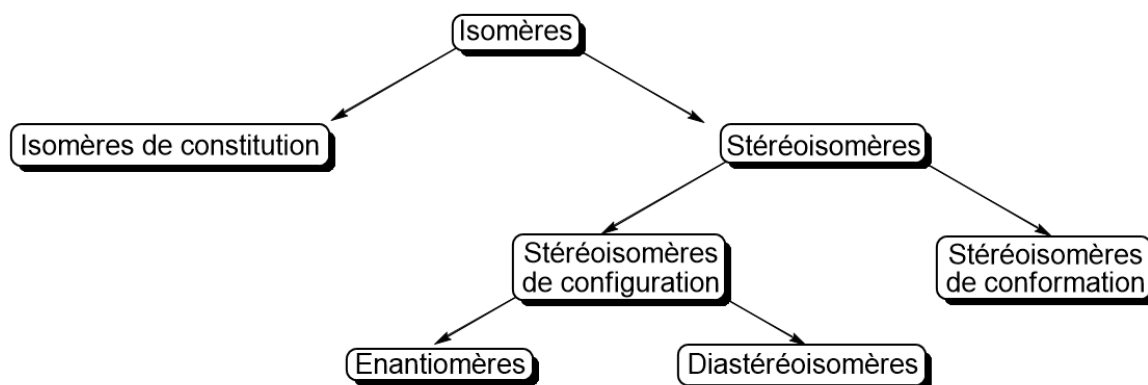 Isomères
Isomères de constitution
Stéréoisomères
Stéréoisomères
de configuration
Stéréoisomères
de conformation
Enantiomères
Diastéréoisomères